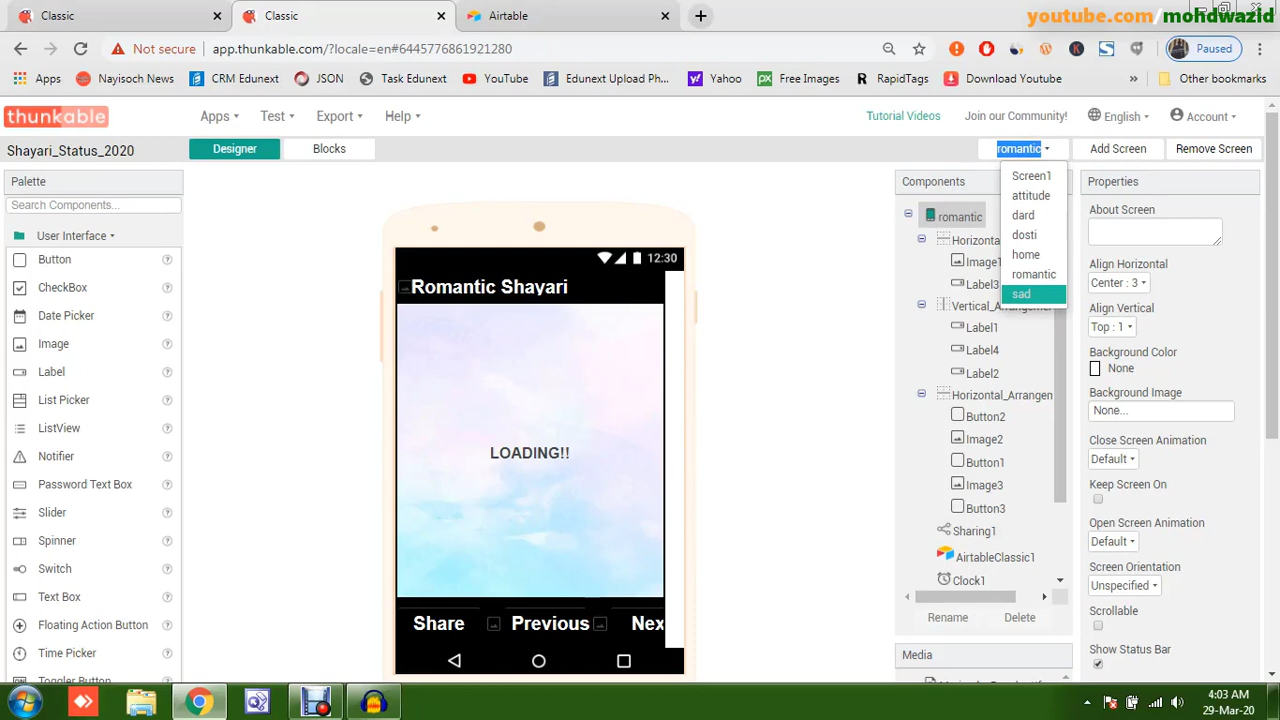 Classic
Classic
Airtable
youtube.com/mohdwazid
Not secure
app.thunkable.com/?locale=en#6445776861921280
Paused
Apps
Nayisoch News
CRM Edunext
JSON
Task Edunext
YouTube
Edunext Upload Ph...
Yahoo
Free Images
RapidTags
Download Youtube
»
Other bookmarks
thunkable
Apps
Test
Export
Help
Tutorial Videos
Join our Community!
English
Account
Shayari_Status_2020
Designer
Blocks
romantic
Add Screen
Remove Screen
Screen1
attitude
dard
dosti
home
romantic
sad
Palette
Search Components...
User Interface
Button
CheckBox
Date Picker
Image
Label
List Picker
ListView
Notifier
Password Text Box
Slider
Spinner
Switch
Text Box
Floating Action Button
Time Picker
12:30
Romantic Shayari
LOADING!!
Share
Previous
Nex
Components
romantic
Horizonta
Image1
Label3
Vertical_Arrangeme
Label1
Label4
Label2
Horizontal_Arrangen
Button2
Image2
Button1
Image3
Button3
Sharing1
AirtableClassic1
Clock1
Rename
Delete
Media
Properties
About Screen
Align Horizontal
Center : 3
Align Vertical
Top : 1
Background Color
None
Background Image
None...
Close Screen Animation
Default
Keep Screen On
Open Screen Animation
Default
Screen Orientation
Unspecified
Scrollable
Show Status Bar
4:03 AM
29-Mar-20